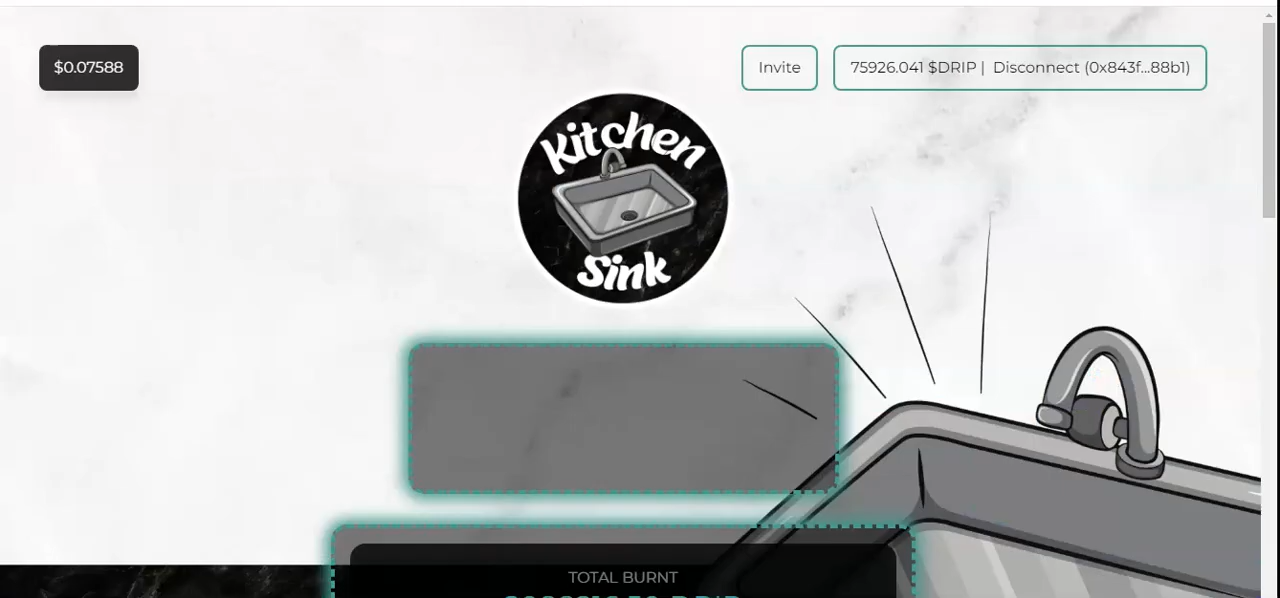 $0.07588
Invite
75926.041 $DRIP | Disconnect (0x843f...88b1)
Kitchen
Sink
TOTAL BURNT